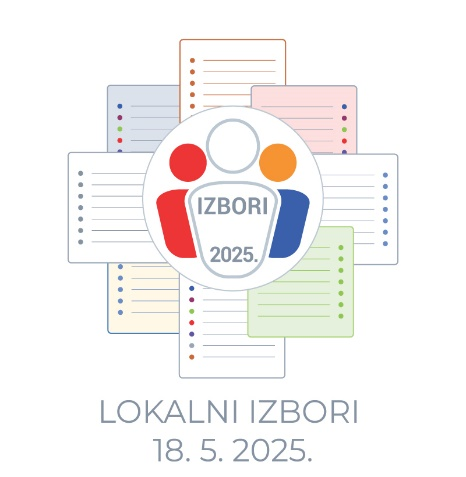 IZBORI
2025.
LOKALNI IZBORI
18. 5. 2025.